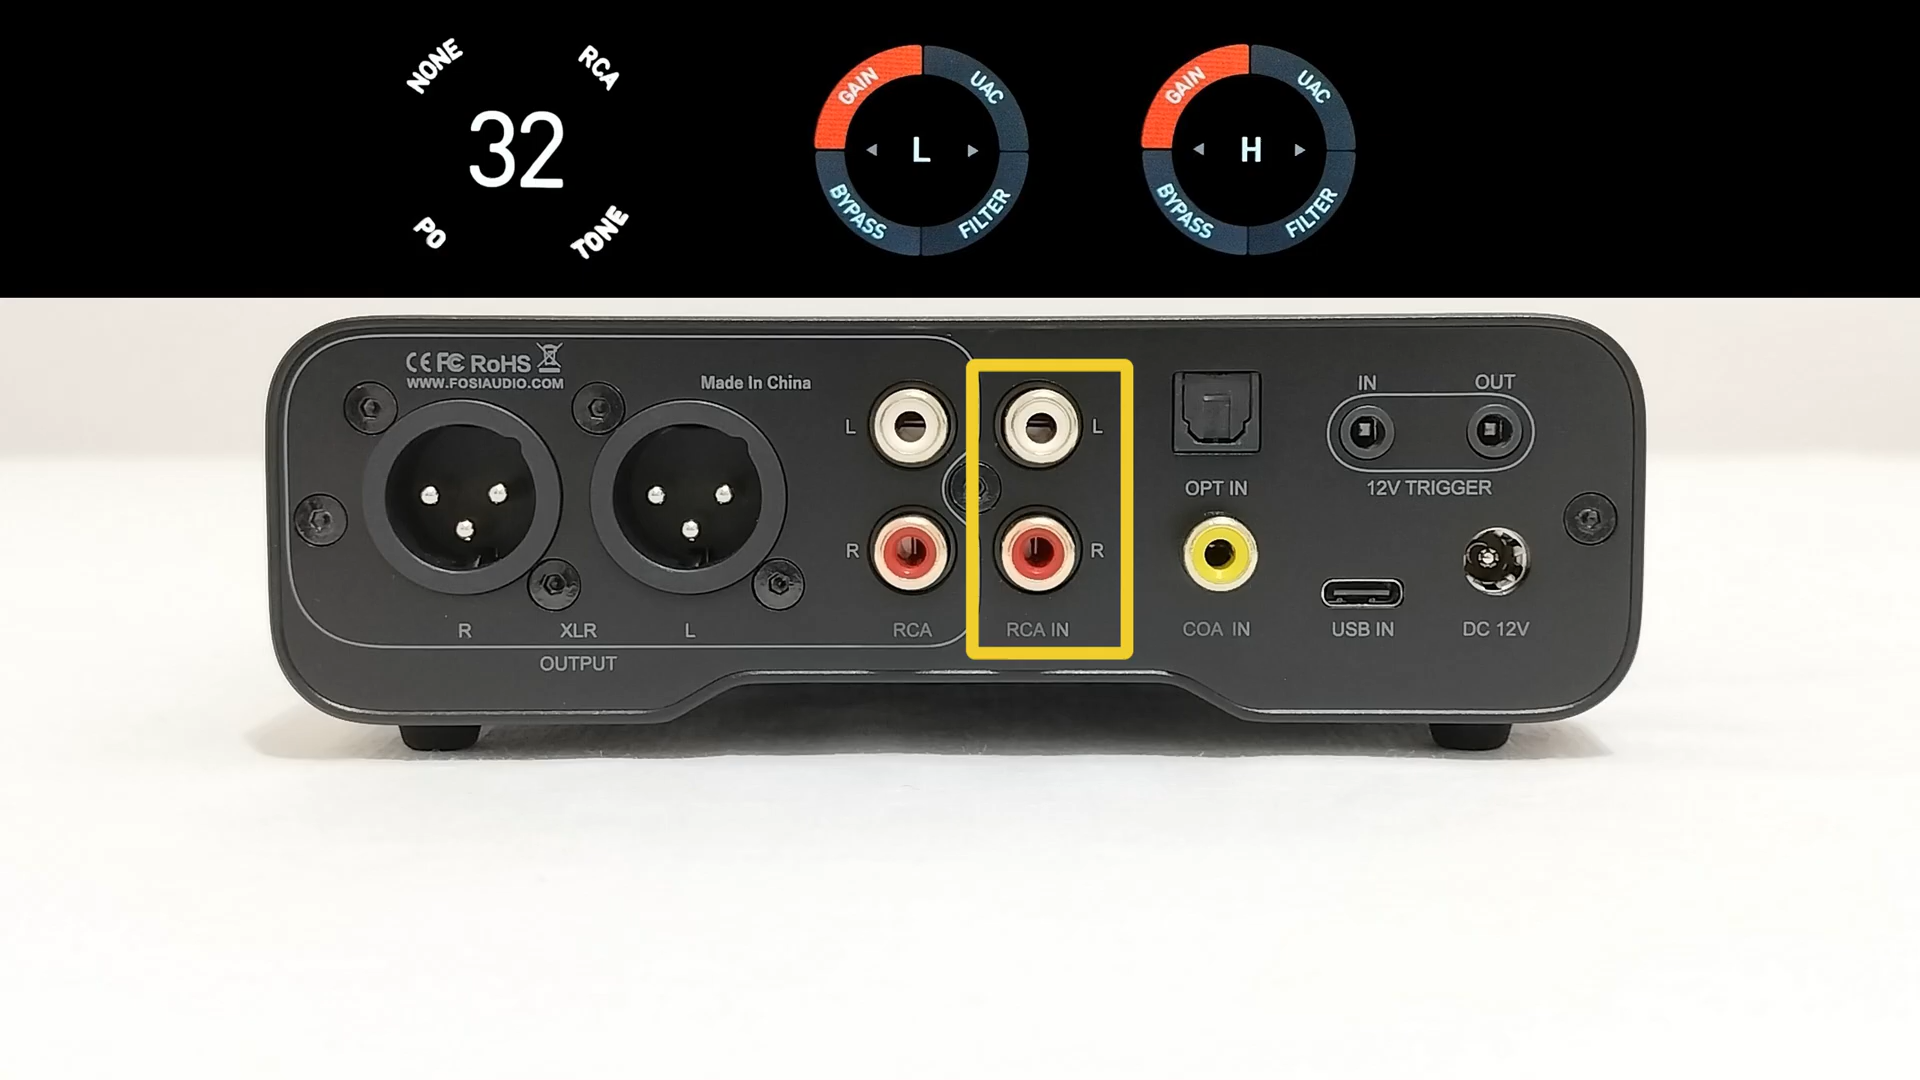 NONE
RCA
32
PO
TONE
GAIN
UAC
L
BYPASS
FILTER
GAIN
UAC
H
BYPASS
FILTER
CE FC RoHS
WWW.FOSIAUDIO.COM
Made In China
L
R
L
R
R
XLR
L
RCA
OUTPUT
RCA IN
OPT IN
COA IN
IN
OUT
12V TRIGGER
USB IN
DC 12V